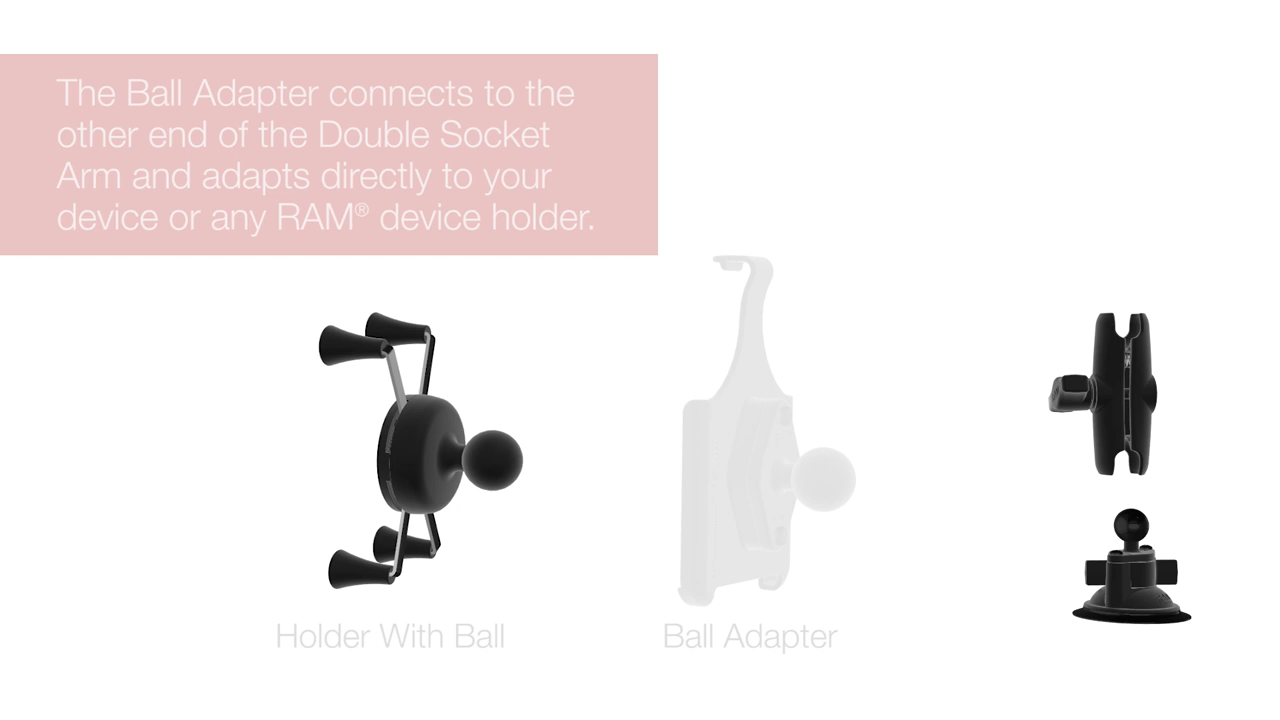 The Ball Adapter connects to the
other end of the Double Socket
Arm and adapts directly to your
device or any RAM® device holder.
Holder With Ball
Ball Adapter